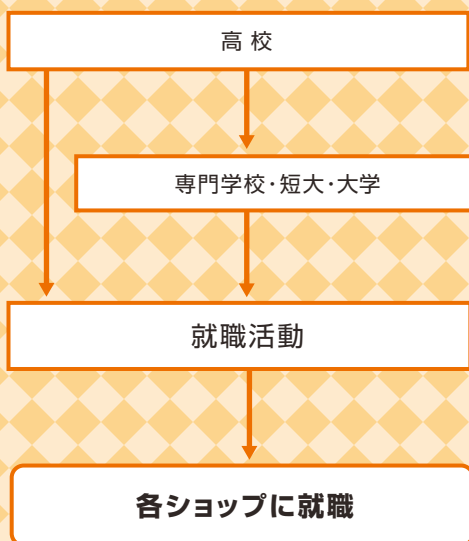 高校
専門学校・短大・大学
就職活動
各ショップに就職